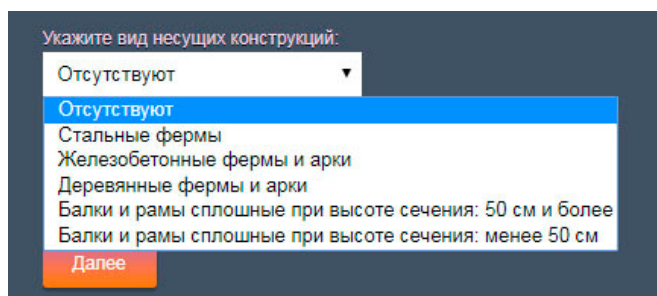 Укажите вид несущих конструкций:
Отсутствуют
Отсутствуют
Стальные фермы
Железобетонные фермы и арки
Деревянные фермы и арки
Балки и рамы сплошные при высоте сечения: 50 см и более
Балки и рамы сплошные при высоте сечения: менее 50 см
Далее